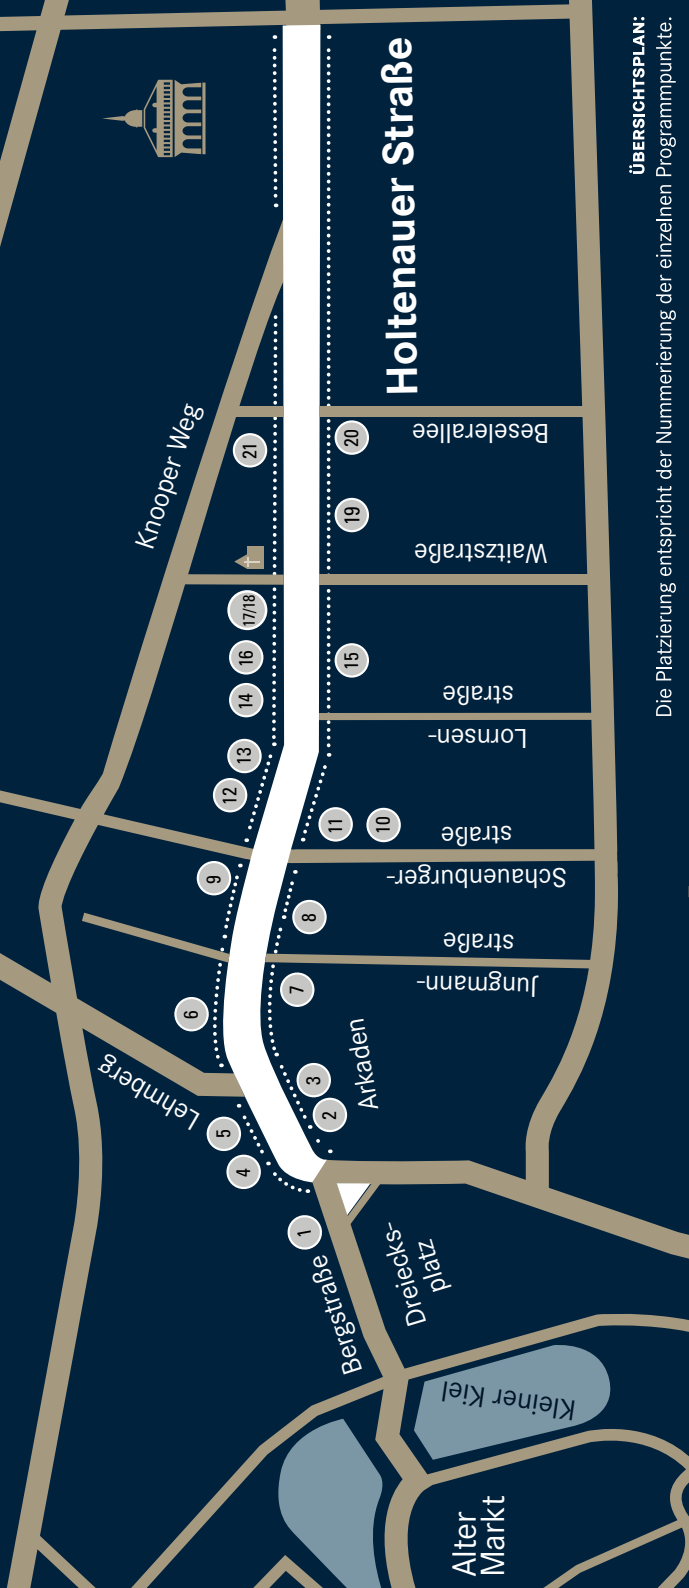 ÜBERSICHTSPLAN:
Die Platzierung entspricht der Nummerierung der einzelnen Programmpunkte.
Holtenauer Straße
Knooper Weg
Beselerallee
Waitzstraße
Lornsen-
straße
Schauenburger-
straße
Jungmann-
straße
Lehmberg
Arkaden
Dreiecks-
platz
Bergstraße
Kleiner Kiel
Alter
Markt
1
2
3
4
5
6
7
8
9
10
11
12
13
14
15
16
17/18
19
20
21